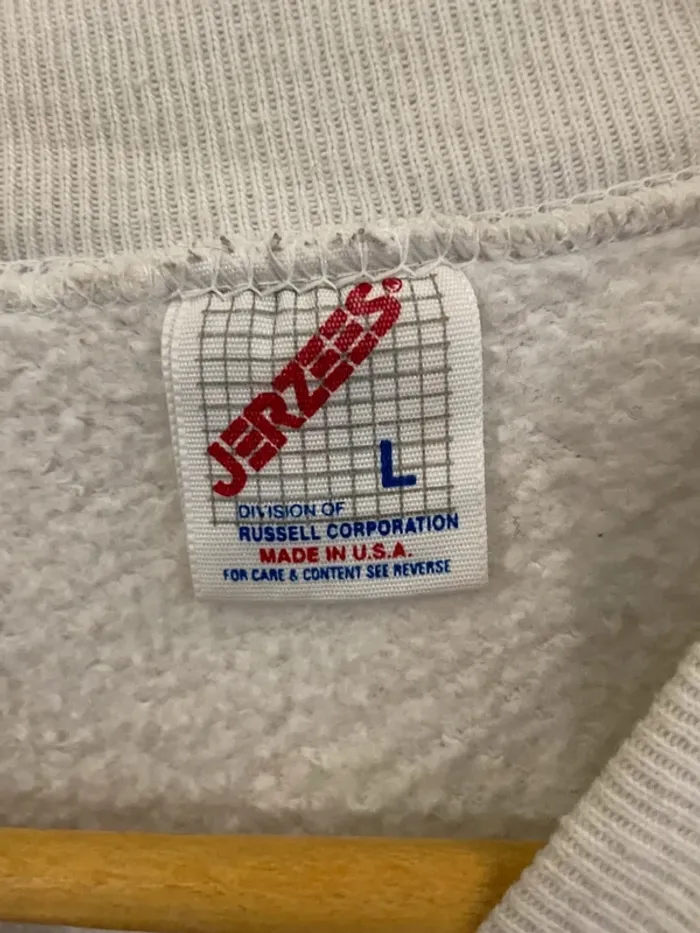 JERZEES®
L
DIVISION OF
RUSSELL CORPORATION
MADE IN U.S.A.
FOR CARE & CONTENT SEE REVERSE